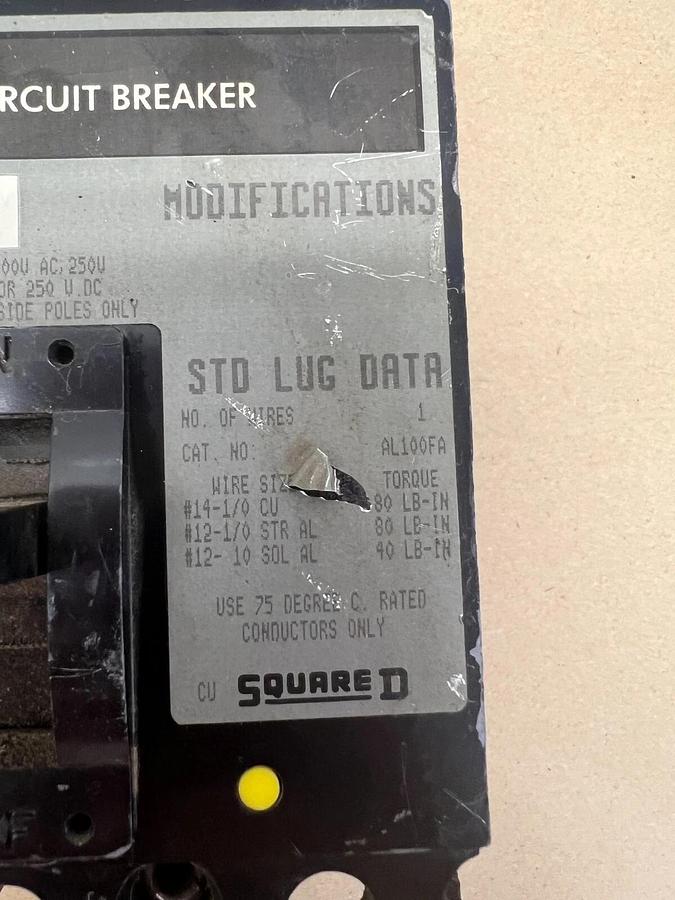 RCUIT BREAKER
MODIFICATIONS
00V AC, 250V
OR 250 V DC
SIDE POLES ONLY
N
STD LUG DATA
NO. OF WIRES 1
CAT. NO: AL100FA
WIRE SIZE TORQUE
#14-1/0 CU 80 LB-IN
#12-1/0 STR AL 80 LB-IN
#12- 10 SOL AL 40 LB-IN
USE 75 DEGREE C. RATED
CONDUCTORS ONLY
CU SQUARE D
FF